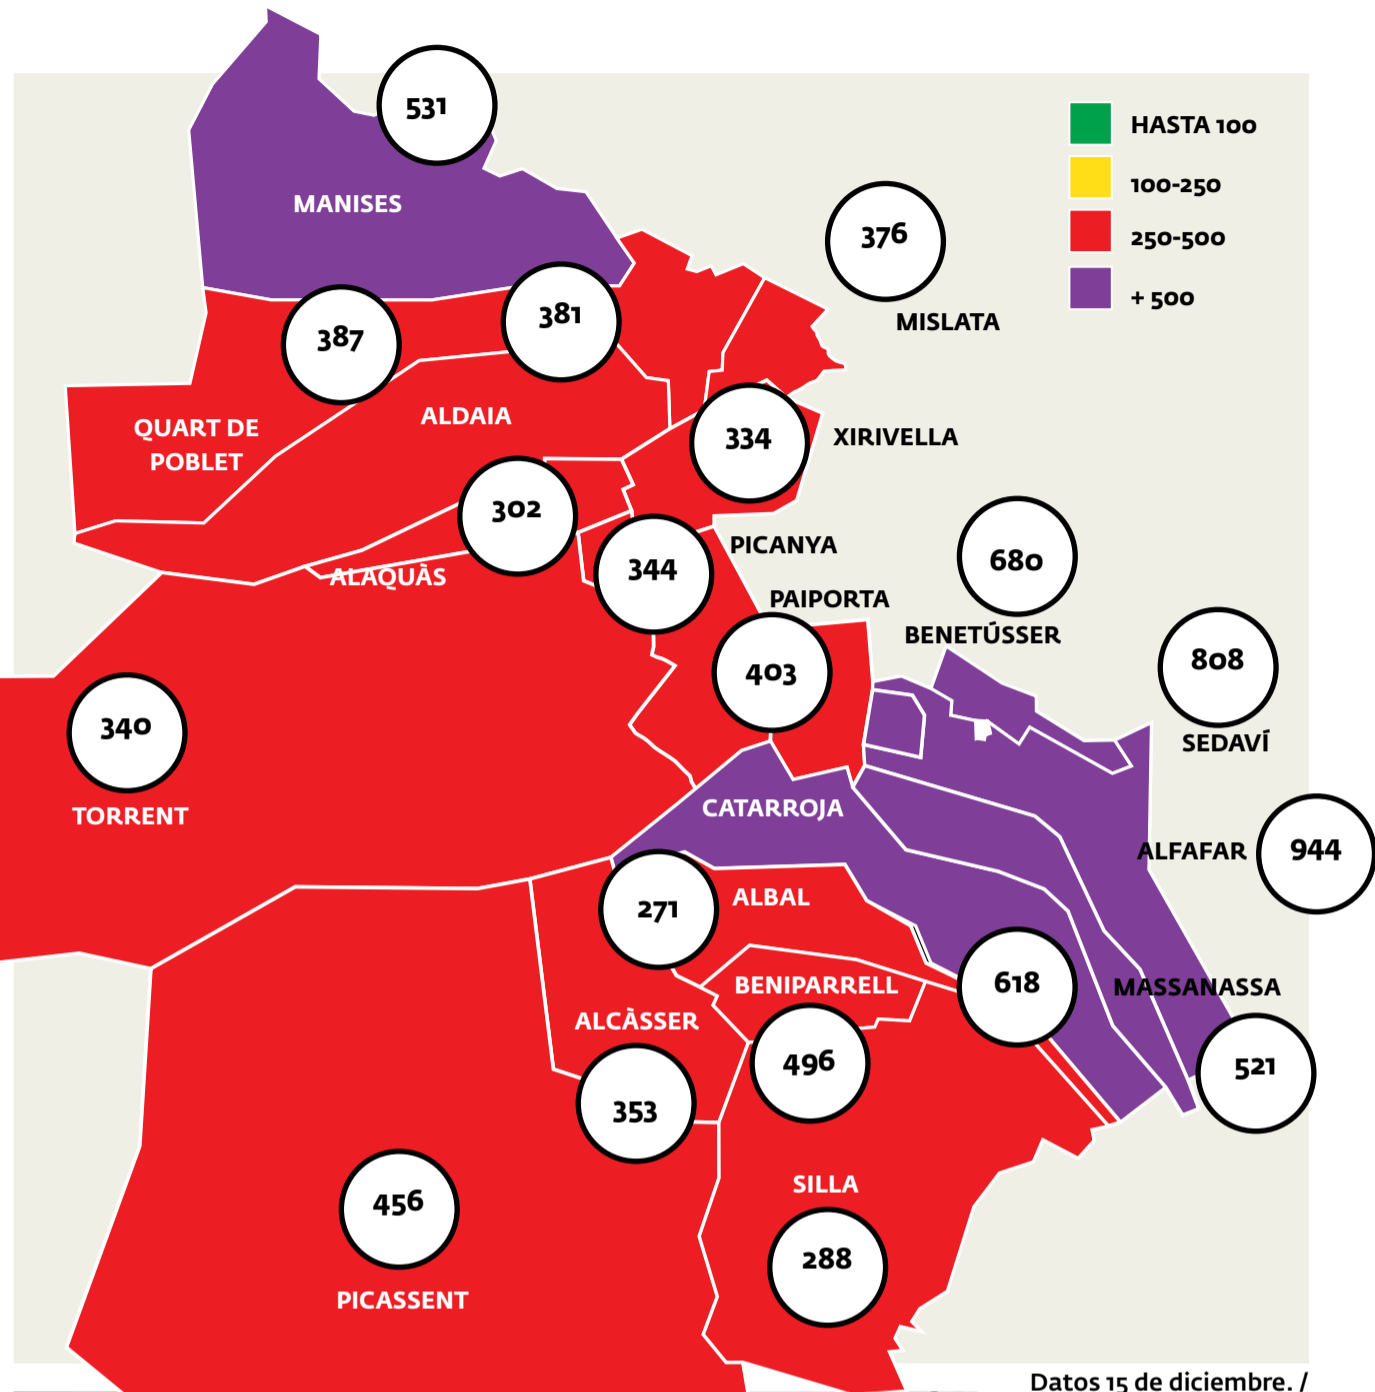 531
MANISES
HASTA 100
100-250
250-500
+ 500
376
MISLATA
387
381
QUART DE
POBLET
ALDAIA
334
XIRIVELLA
302
ALAQUÀS
344
PICANYA
PAIPORTA
403
680
BENETÚSSER
808
SEDAVÍ
340
TORRENT
CATARROJA
ALFAFAR
944
271
ALBAL
BENIPARRELL
618
MASSANASSA
521
ALCÀSSER
353
496
456
PICASSENT
SILLA
288
Datos 15 de diciembre. /